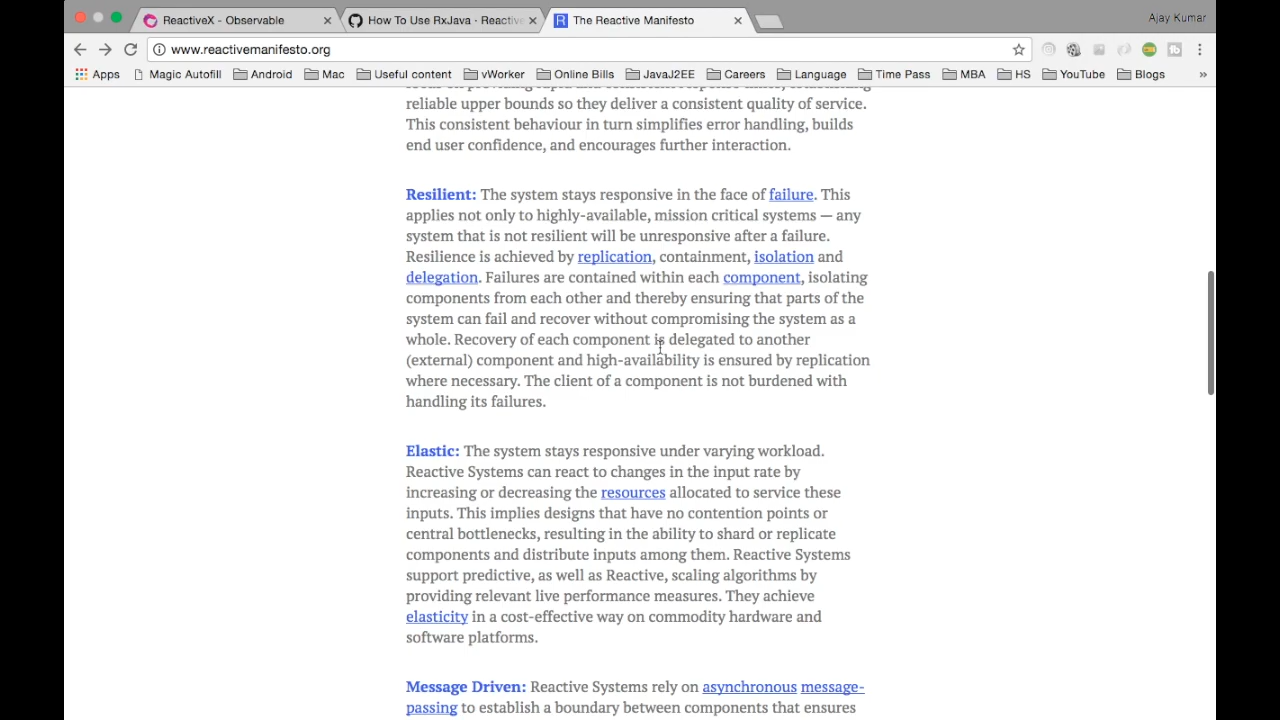 ReactiveX - Observable
How To Use RxJava · Reactive
The Reactive Manifesto
Ajay Kumar
www.reactivemanifesto.org
Apps Magic Autofill Android Mac Useful content vWorker Online Bills JavaJ2EE Careers Language Time Pass MBA HS YouTube Blogs »
reliable upper bounds so they deliver a consistent quality of service.
This consistent behaviour in turn simplifies error handling, builds
end user confidence, and encourages further interaction.
Resilient: The system stays responsive in the face of failure. This
applies not only to highly-available, mission critical systems — any
system that is not resilient will be unresponsive after a failure.
Resilience is achieved by replication, containment, isolation and
delegation. Failures are contained within each component, isolating
components from each other and thereby ensuring that parts of the
system can fail and recover without compromising the system as a
whole. Recovery of each component is delegated to another
(external) component and high-availability is ensured by replication
where necessary. The client of a component is not burdened with
handling its failures.
Elastic: The system stays responsive under varying workload.
Reactive Systems can react to changes in the input rate by
increasing or decreasing the resources allocated to service these
inputs. This implies designs that have no contention points or
central bottlenecks, resulting in the ability to shard or replicate
components and distribute inputs among them. Reactive Systems
support predictive, as well as Reactive, scaling algorithms by
providing relevant live performance measures. They achieve
elasticity in a cost-effective way on commodity hardware and
software platforms.
Message Driven: Reactive Systems rely on asynchronous message-
passing to establish a boundary between components that ensures